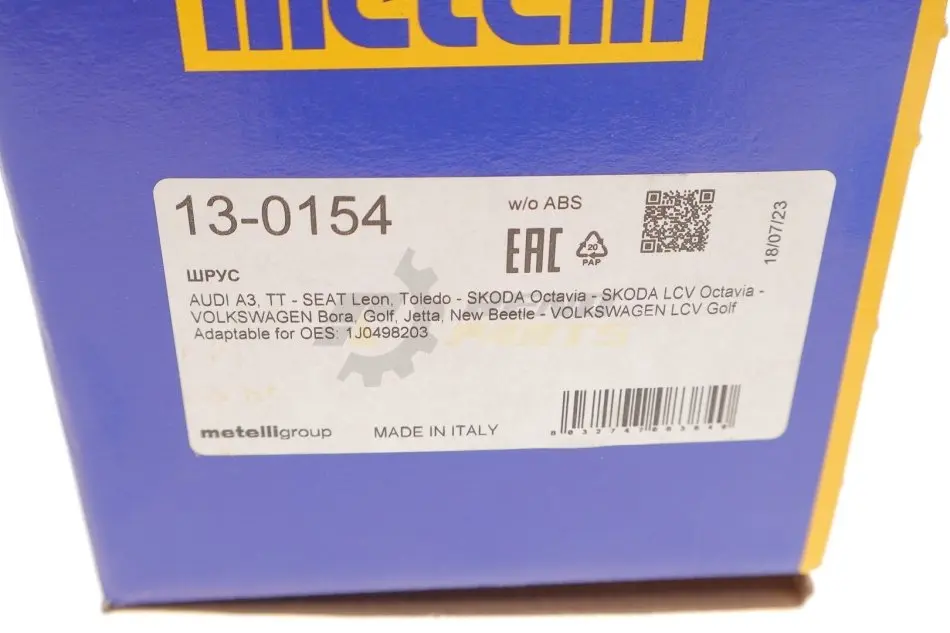 metelli
13-0154
w/o ABS
EAC
20
PAP
18/07/23
ШРУС
AUDI A3, TT - SEAT Leon, Toledo - SKODA Octavia - SKODA LCV Octavia -
VOLKSWAGEN Bora, Golf, Jetta, New Beetle - VOLKSWAGEN LCV Golf
Adaptable for OES: 1J0498203
PARTS
metelligroup
MADE IN ITALY